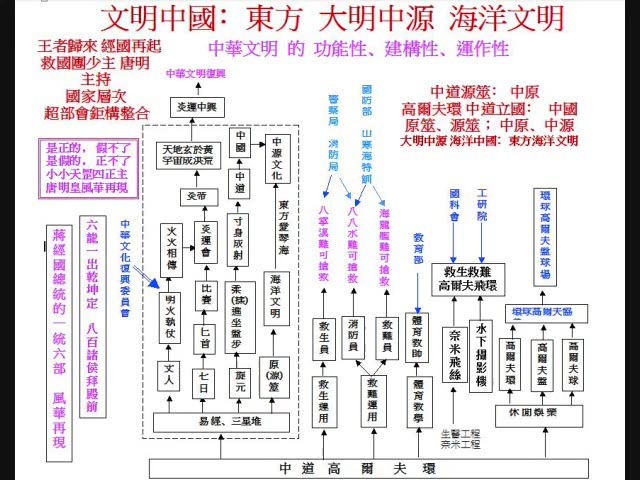 文明中國：東方 大明中源 海洋文明
王者歸來 經國再起
救國團少主 唐明
主持
國家層次
超部會鉅構整合
中華文明 的 功能性、建構性、運作性
中道源筮：中原
高爾夫環 中道立國：中國
原筮、源筮；中原、中源
大明中源 海洋中國：東方海洋文明
是正的，假不了
是假的，正不了
小小天罡四正主
唐明皇風華再現
蔣經國總統的一統六部 風華再現
六龍一出乾坤定 八百諸侯拜殿前
中華文化復興委員會
中華文明復興
炎運中興
天地玄於黃
宇宙成洪荒
炎帝
火火相傳
明火執仗
文人
炎運會
比賽
匕首
七日
中國
中道
寸身成射
柔(揉)進坐盤步
旋元
中源文化
東方愛琴海
海洋文明
原(源)筮
易經、三星堆
警察局 消防局
國防部 山寒海特訓
八掌溪難可搶救
八八水難可搶救
海龍艦難可搶救
救生員
消防員
救難員
救生運用
救難運用
教育部
體育教師
體育教學
國科會
工研院
救生救難
高爾夫飛環
奈米飛絲
水下攝影機
生醫工程
奈米工程
環球高爾夫盤球場
環球高爾夫盃
高爾夫環
高爾夫盤
高爾夫球
休閒娛樂
中道高爾夫環